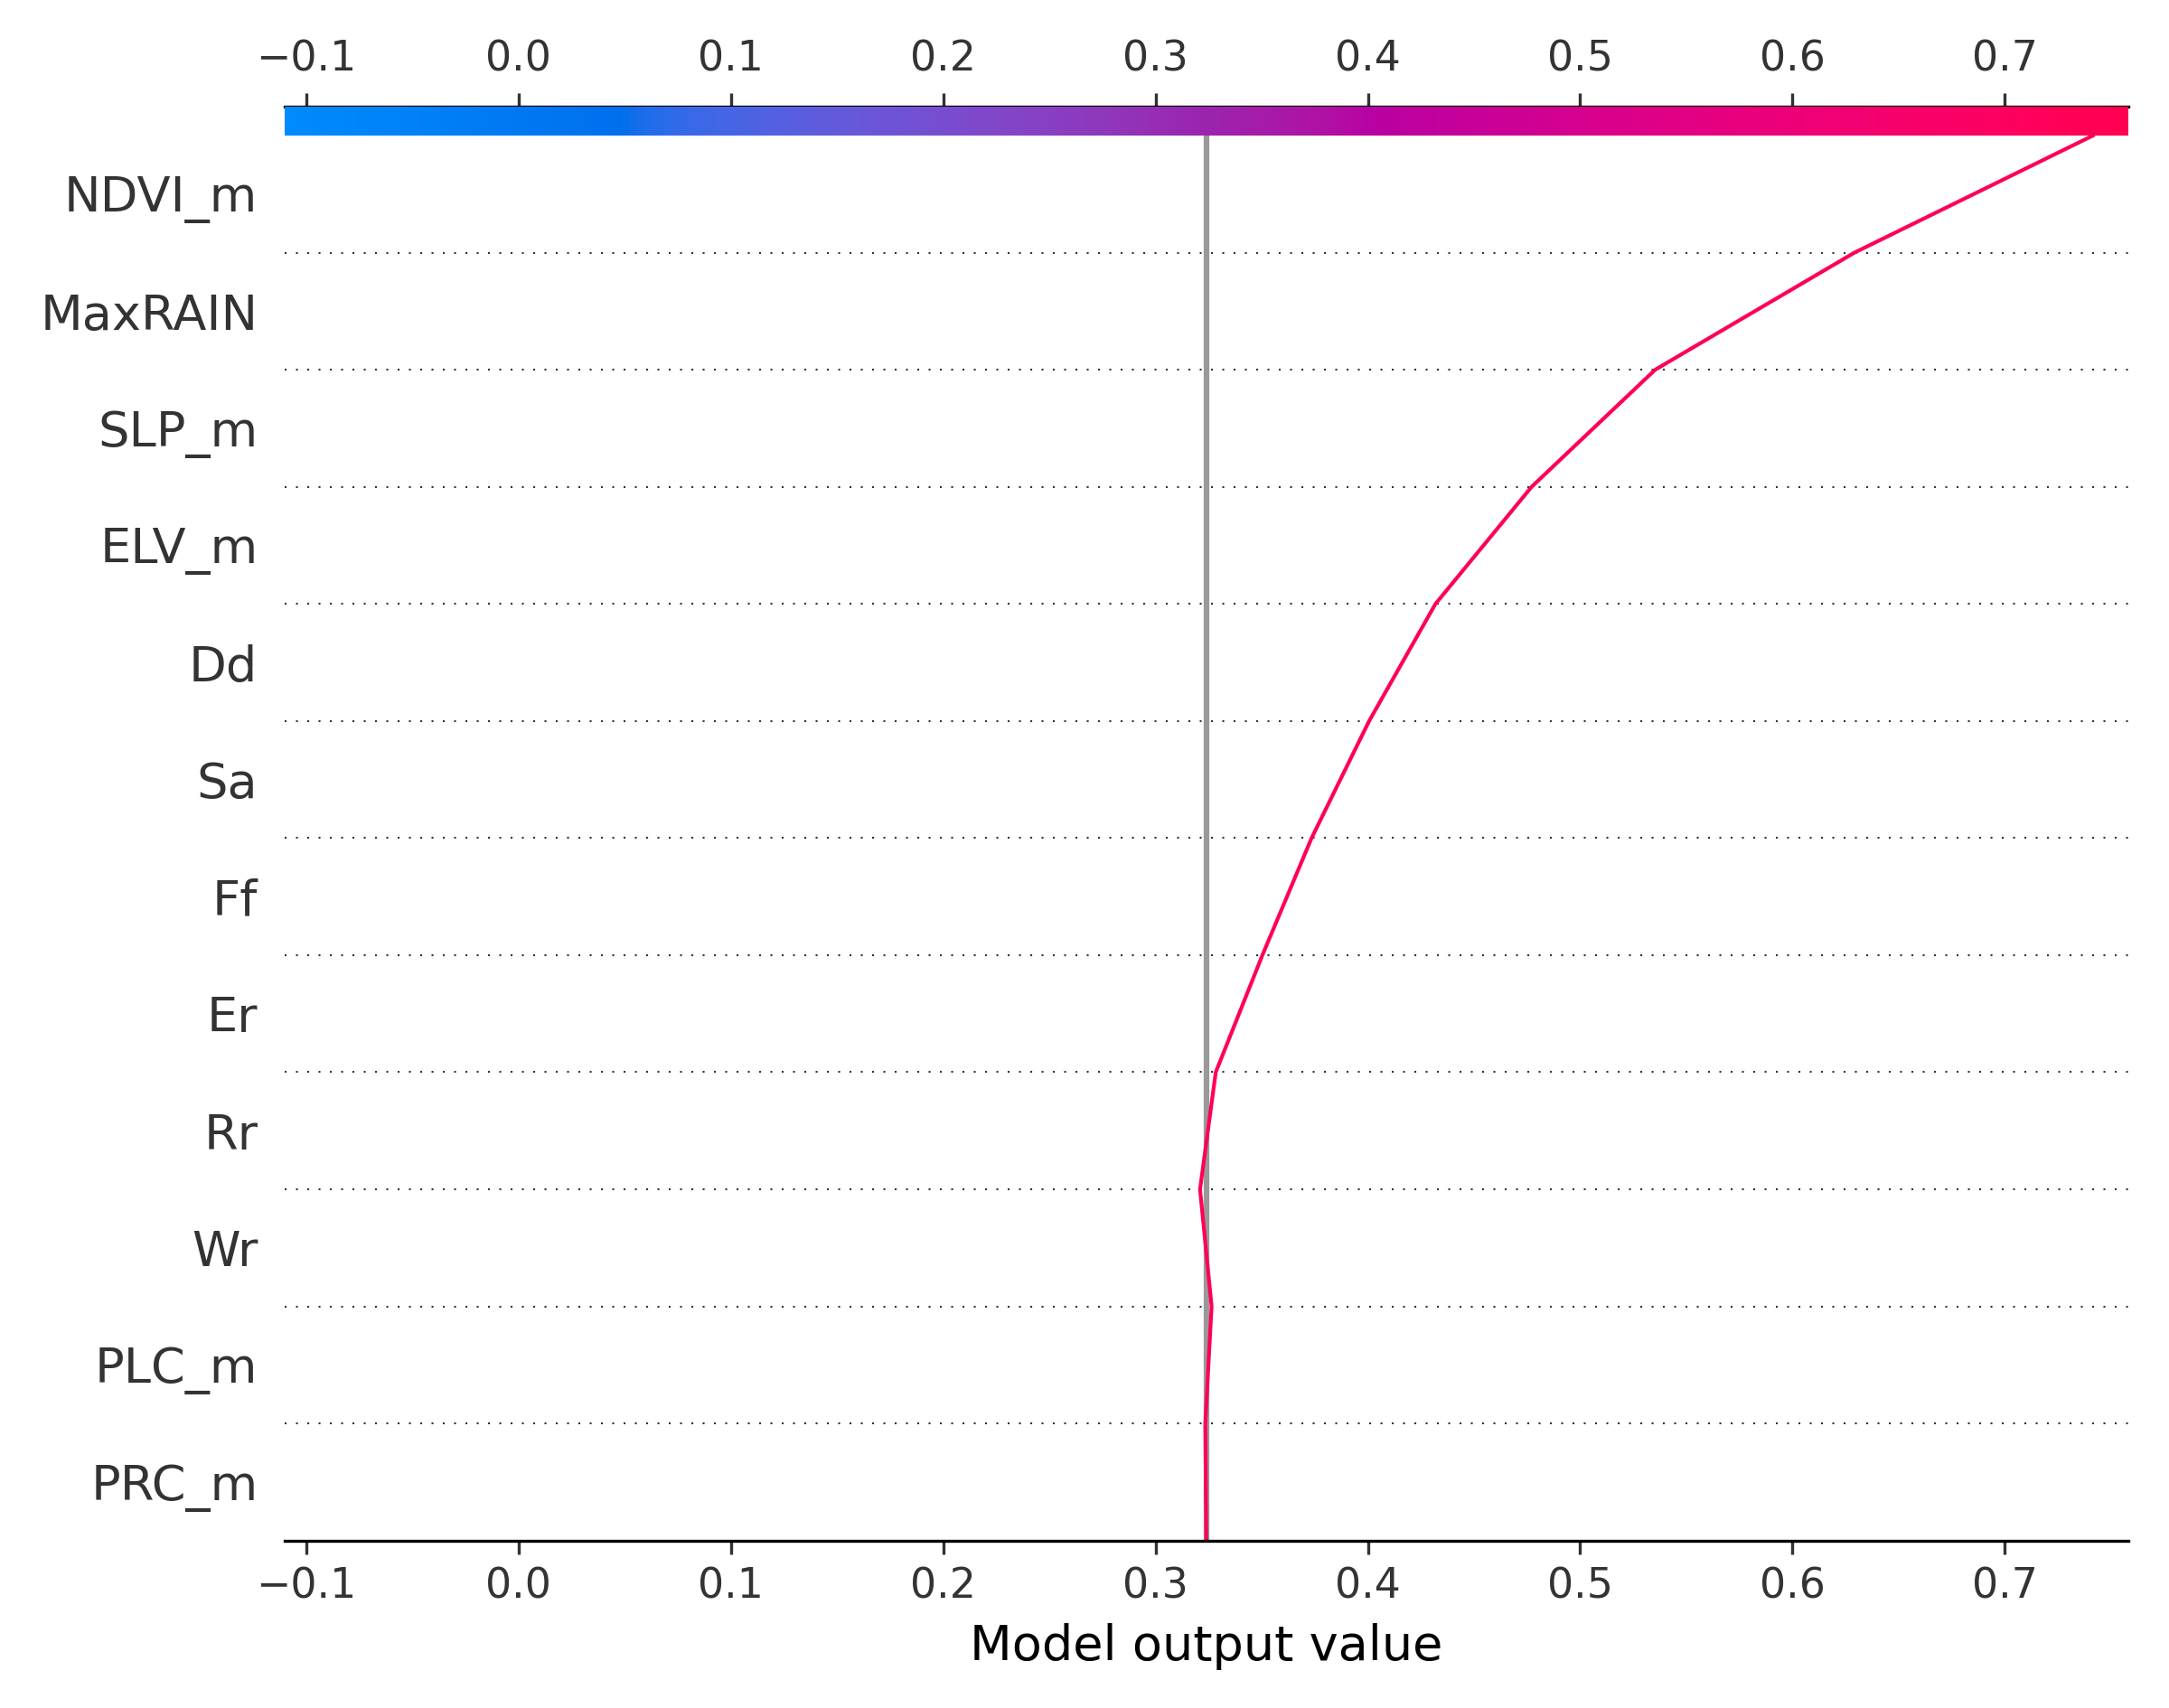 −0.1 0.0 0.1 0.2 0.3 0.4 0.5 0.6 0.7
NDVI_m
MaxRAIN
SLP_m
ELV_m
Dd
Sa
Ff
Er
Rr
Wr
PLC_m
PRC_m
−0.1 0.0 0.1 0.2 0.3 0.4 0.5 0.6 0.7
Model output value